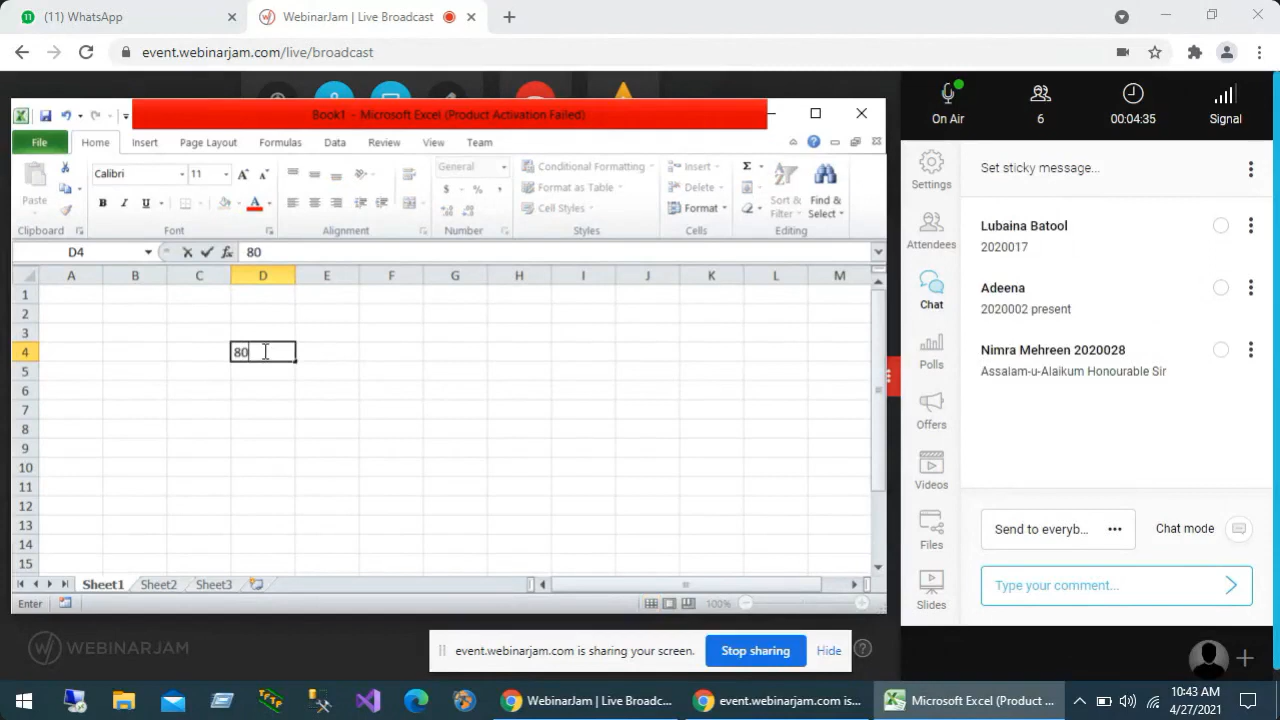 (11) WhatsApp
WebinarJam | Live Broadcast
event.webinarjam.com/live/broadcast
Book1 - Microsoft Excel (Product Activation Failed)
File Home Insert Page Layout Formulas Data Review View Team
Paste
Calibri 11
B I U A
General
$ % ,
Conditional Formatting
Format as Table
Cell Styles
Insert
Delete
Format
Σ
Sort & Filter
Find & Select
Clipboard Font Alignment Number Styles Cells Editing
D4 fx 80
A B C D E F G H I J K L M
1
2
3
4 80
5
6
7
8
9
10
11
12
13
14
15
Sheet1 Sheet2 Sheet3
Enter 100%
WEBINARJAM
event.webinarjam.com is sharing your screen. Stop sharing Hide
On Air
6
00:04:35
Signal
Settings
Attendees
Chat
Polls
Offers
Videos
Files
Slides
Set sticky message...
Lubaina Batool
2020017
Adeena
2020002 present
Nimra Mehreen 2020028
Assalam-u-Alaikum Honourable Sir
Send to everyb... Chat mode
Type your comment...
WebinarJam | Live Broadc...
event.webinarjam.com is...
Microsoft Excel (Product ...
10:43 AM
4/27/2021